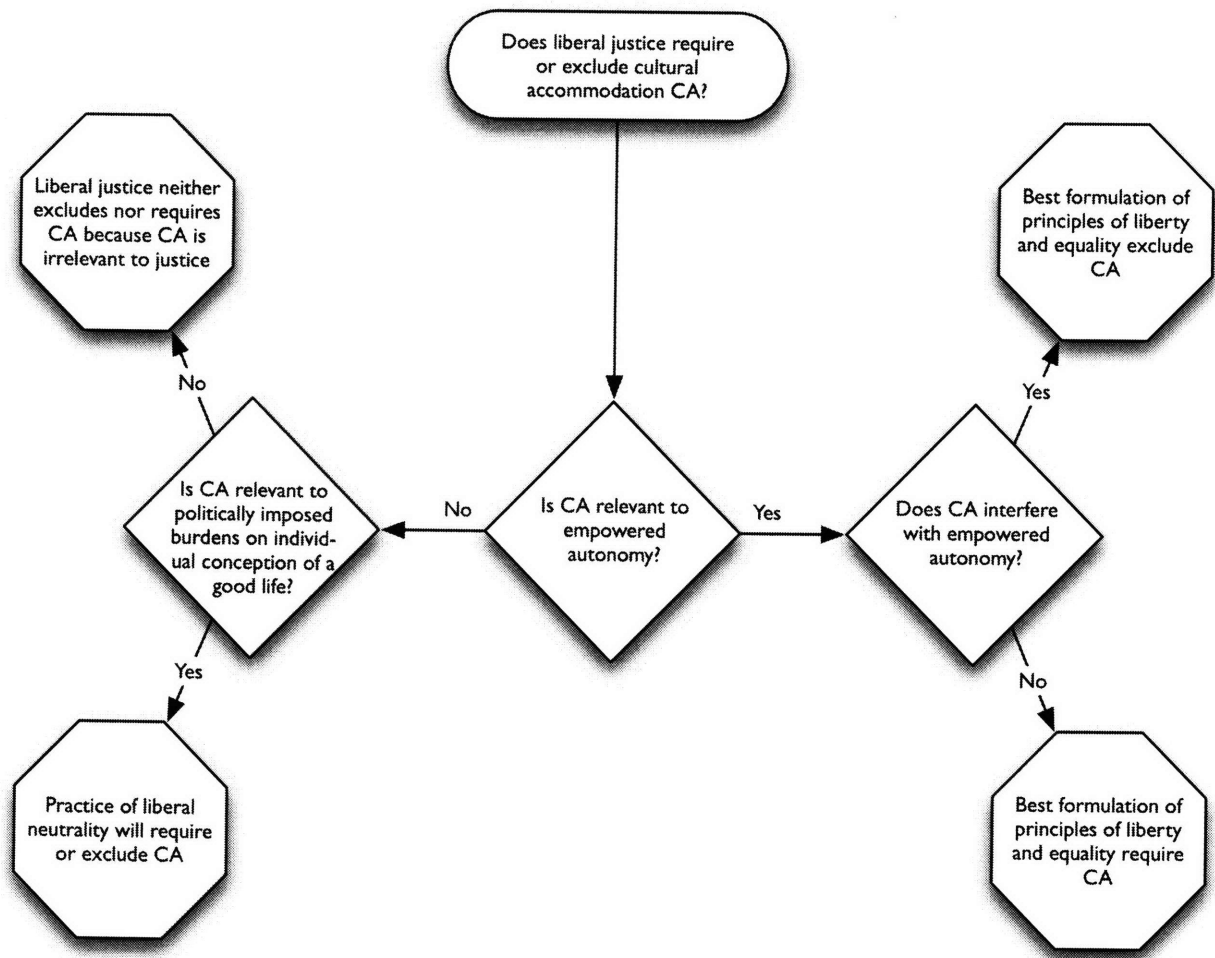 Does liberal justice require
or exclude cultural
accommodation CA?
Liberal justice neither
excludes nor requires
CA because CA is
irrelevant to justice
Best formulation of
principles of liberty
and equality exclude
CA
No
Yes
Is CA relevant to
politically imposed
burdens on individ-
ual conception of a
good life?
No
Is CA relevant to
empowered
autonomy?
Yes
Does CA interfere
with empowered
autonomy?
Yes
No
Practice of liberal
neutrality will require
or exclude CA
Best formulation of
principles of liberty
and equality require
CA